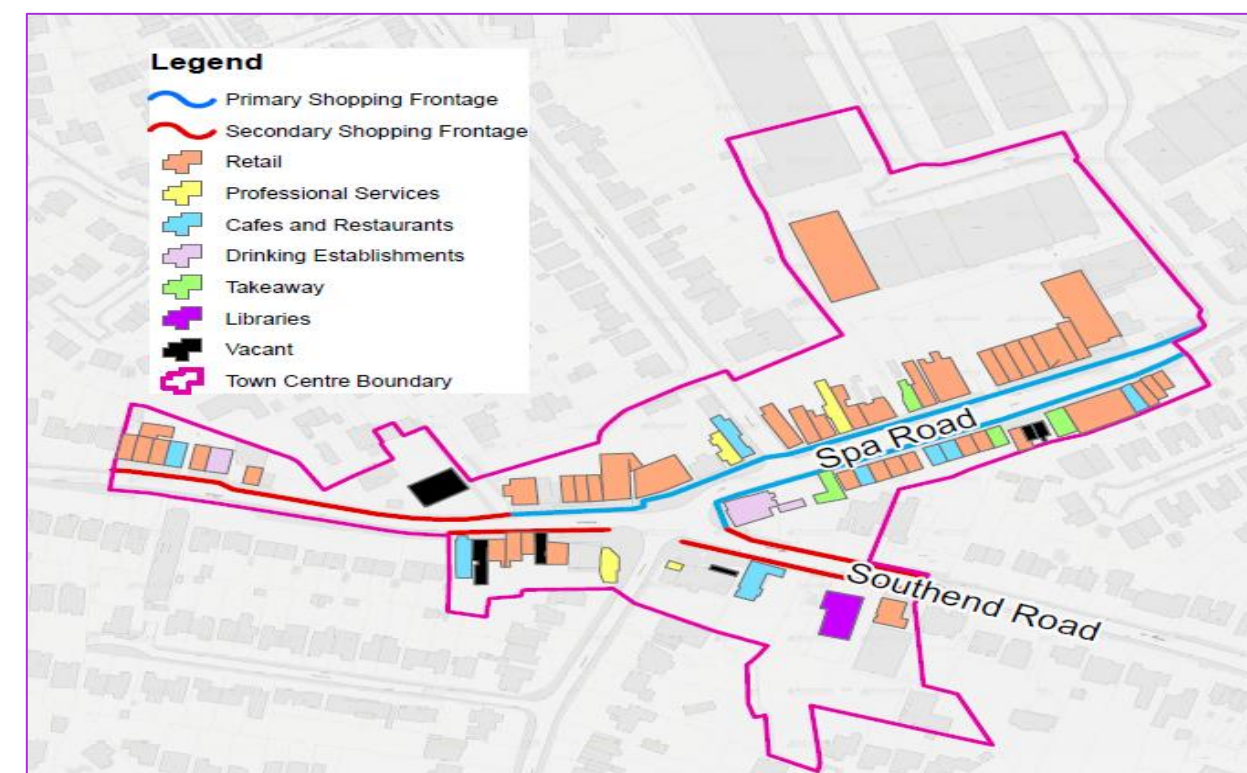 Legend
Primary Shopping Frontage
Secondary Shopping Frontage
Retail
Professional Services
Cafes and Restaurants
Drinking Establishments
Takeaway
Libraries
Vacant
Town Centre Boundary
Spa Road
Southend Road